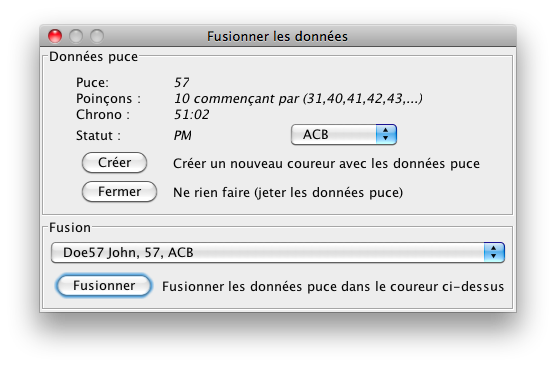 Fusionner les données
Données puce
Puce: 57
Poinçons : 10 commençant par (31,40,41,42,43,...)
Chrono : 51:02
Statut : PM ACB
Créer Créer un nouveau coureur avec les données puce
Fermer Ne rien faire (jeter les données puce)
Fusion
Doe57 John, 57, ACB
Fusionner Fusionner les données puce dans le coureur ci-dessus